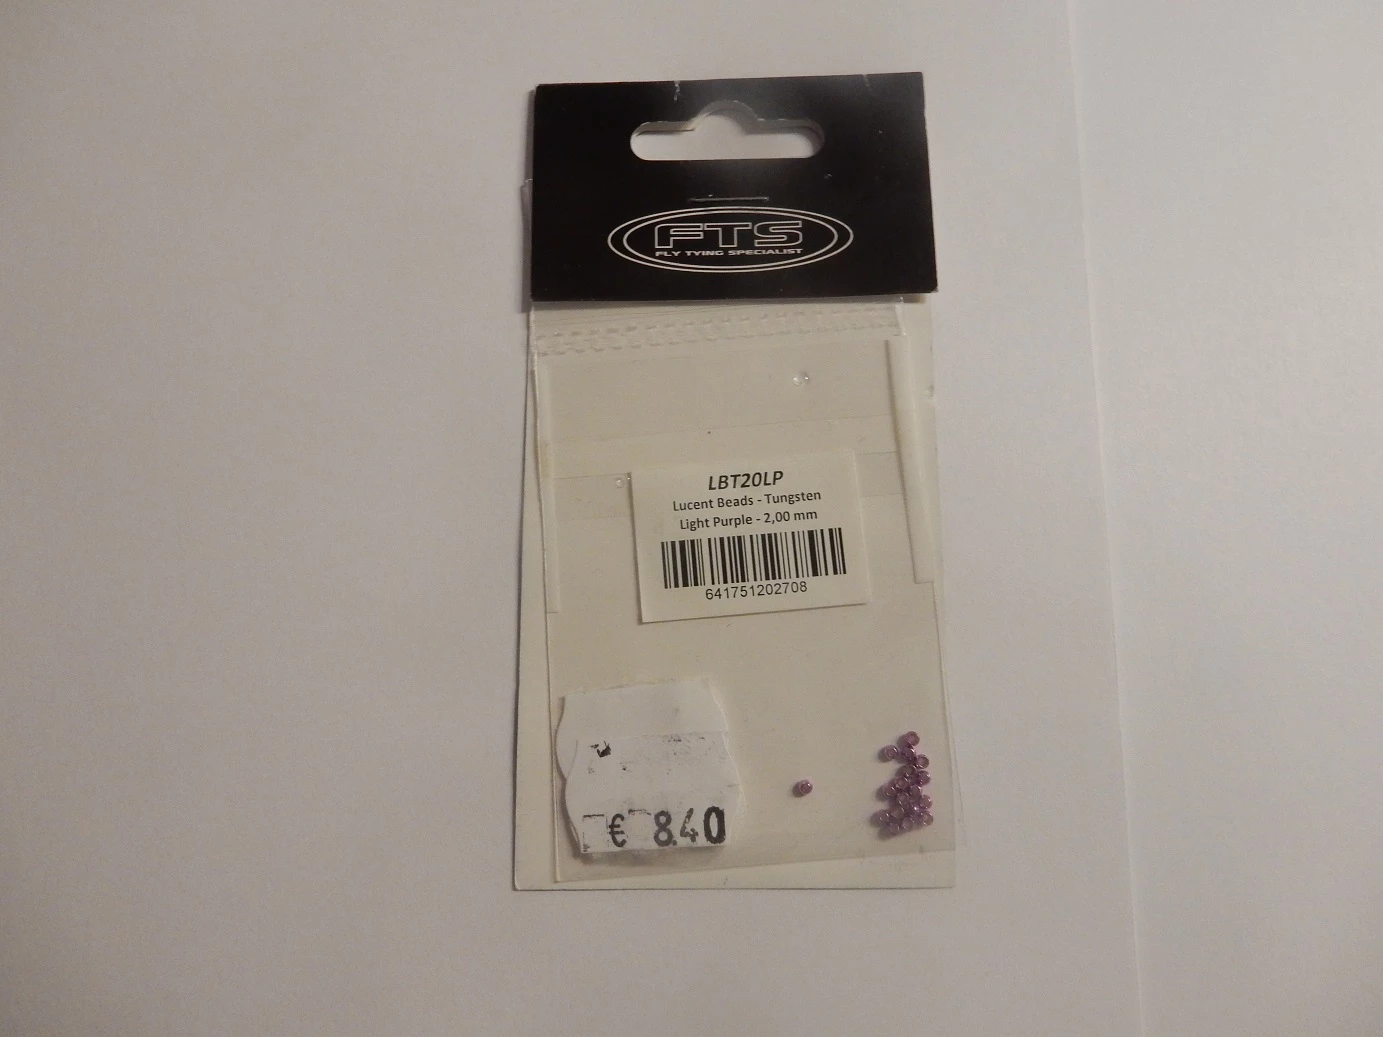 FTS
FLY TYING SPECIALIST
LBT20LP
Lucent Beads - Tungsten
Light Purple - 2,00 mm
641751202708
€ 8.40